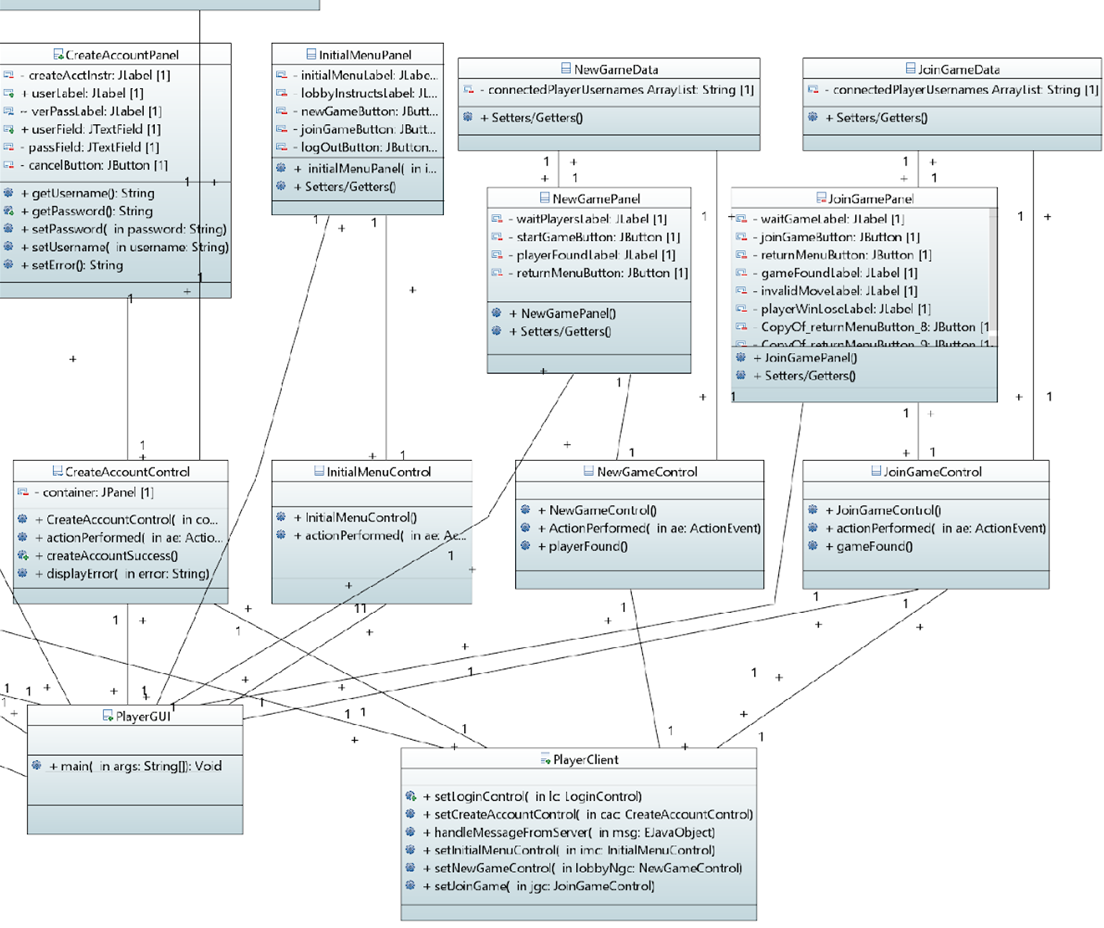 CreateAccountPanel
- createAcctInstr: JLabel [1]
+ userLabel: JLabel [1]
- verPassLabel: JLabel [1]
+ userField: JTextField [1]
- passField: JTextField [1]
- cancelButton: JButton [1]
+ getUsername(): String
+ getPassword(): String
+ setPassword( in password: String)
+ setUsername( in username: String)
+ setError(): String
InitialMenuPanel
- initialMenuLabel: JLabe...
- lobbyInstructsLabel: JL...
- newGameButton: JButt...
- joinGameButton: JButt...
- logOutButton: JButton...
+ initialMenuPanel( in i...
+ Setters/Getters()
NewGameData
- connectedPlayerUsernames ArrayList: String [1]
+ Setters/Getters()
JoinGameData
- connectedPlayerUsernames ArrayList: String [1]
+ Setters/Getters()
NewGamePanel
- waitPlayersLabel: JLabel [1]
- startGameButton: JButton [1]
- playerFoundLabel: JLabel [1]
- returnMenuButton: JButton [1]
+ NewGamePanel()
+ Setters/Getters()
JoinGamePanel
- waitGameLabel: JLabel [1]
- joinGameButton: JButton [1]
- returnMenuButton: JButton [1]
- gameFoundLabel: JLabel [1]
- invalidMoveLabel: JLabel [1]
- playerWinLoseLabel: JLabel [1]
- CopyOf_returnMenuButton_8: JButton [1
- CopyOf_returnMenuButton_9: JButton [1
+ JoinGamePanel()
+ Setters/Getters()
CreateAccountControl
- container: JPanel [1]
+ CreateAccountControl( in co...
+ actionPerformed( in ae: Actio...
+ createAccountSuccess()
+ displayError( in error: String)
InitialMenuControl
+ InitialMenuControl()
+ actionPerformed( in ae: Ac...
NewGameControl
+ NewGameControl()
+ ActionPerformed( in ae: ActionEvent)
+ playerFound()
JoinGameControl
+ JoinGameControl()
+ actionPerformed( in ae: ActionEvent)
+ gameFound()
PlayerGUI
+ main( in args: String[]): Void
PlayerClient
+ setLoginControl( in lc: LoginControl)
+ setCreateAccountControl( in cac: CreateAccountControl)
+ handleMessageFromServer( in msg: EJavaObject)
+ setInitialMenuControl( in imc: InitialMenuControl)
+ setNewGameControl( in lobbyNgc: NewGameControl)
+ setJoinGame( in jgc: JoinGameControl)